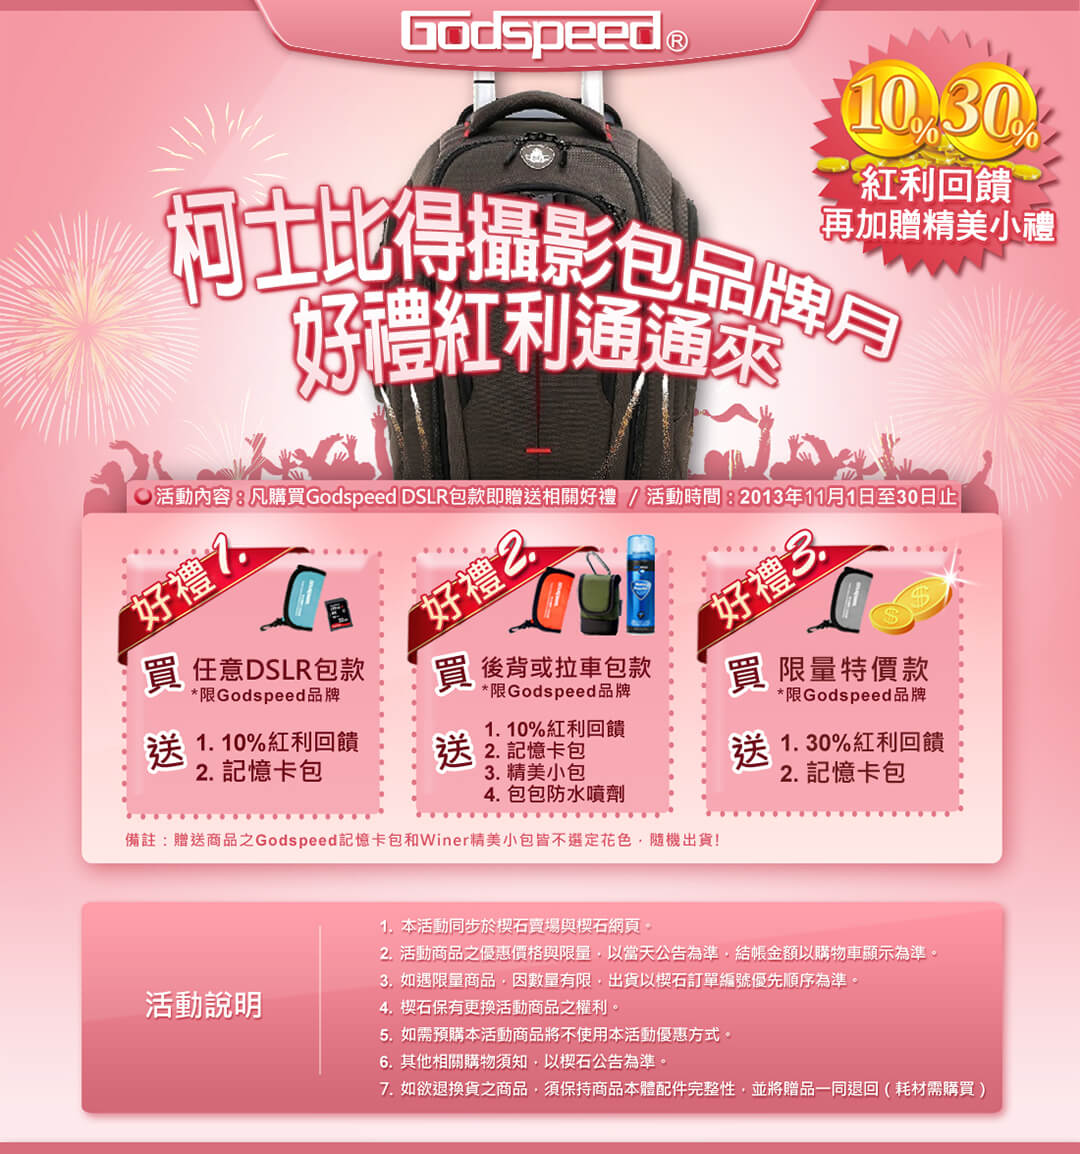 Godspeed®
10% 30%
紅利回饋
再加贈精美小禮
柯士比得攝影包品牌月
好禮紅利通通來
活動內容：凡購買Godspeed DSLR包款即贈送相關好禮 / 活動時間：2013年11月1日至30日止
好禮1.
買 任意DSLR包款
*限Godspeed品牌
送 1. 10%紅利回饋
2. 記憶卡包
好禮2.
買 後背或拉車包款
*限Godspeed品牌
送 1. 10%紅利回饋
2. 記憶卡包
3. 精美小包
4. 包包防水噴劑
好禮3.
買 限量特價款
*限Godspeed品牌
送 1. 30%紅利回饋
2. 記憶卡包
備註：贈送商品之Godspeed記憶卡包和Winer精美小包皆不選定花色，隨機出貨!
活動說明
1. 本活動同步於楔石賣場與楔石網頁。
2. 活動商品之優惠價格與限量，以當天公告為準，結帳金額以購物車顯示為準。
3. 如遇限量商品，因數量有限，出貨以楔石訂單編號優先順序為準。
4. 楔石保有更換活動商品之權利。
5. 如需預購本活動商品將不使用本活動優惠方式。
6. 其他相關購物須知，以楔石公告為準。
7. 如欲退換貨之商品，須保持商品本體配件完整性，並將贈品一同退回 ( 耗材需購買 )